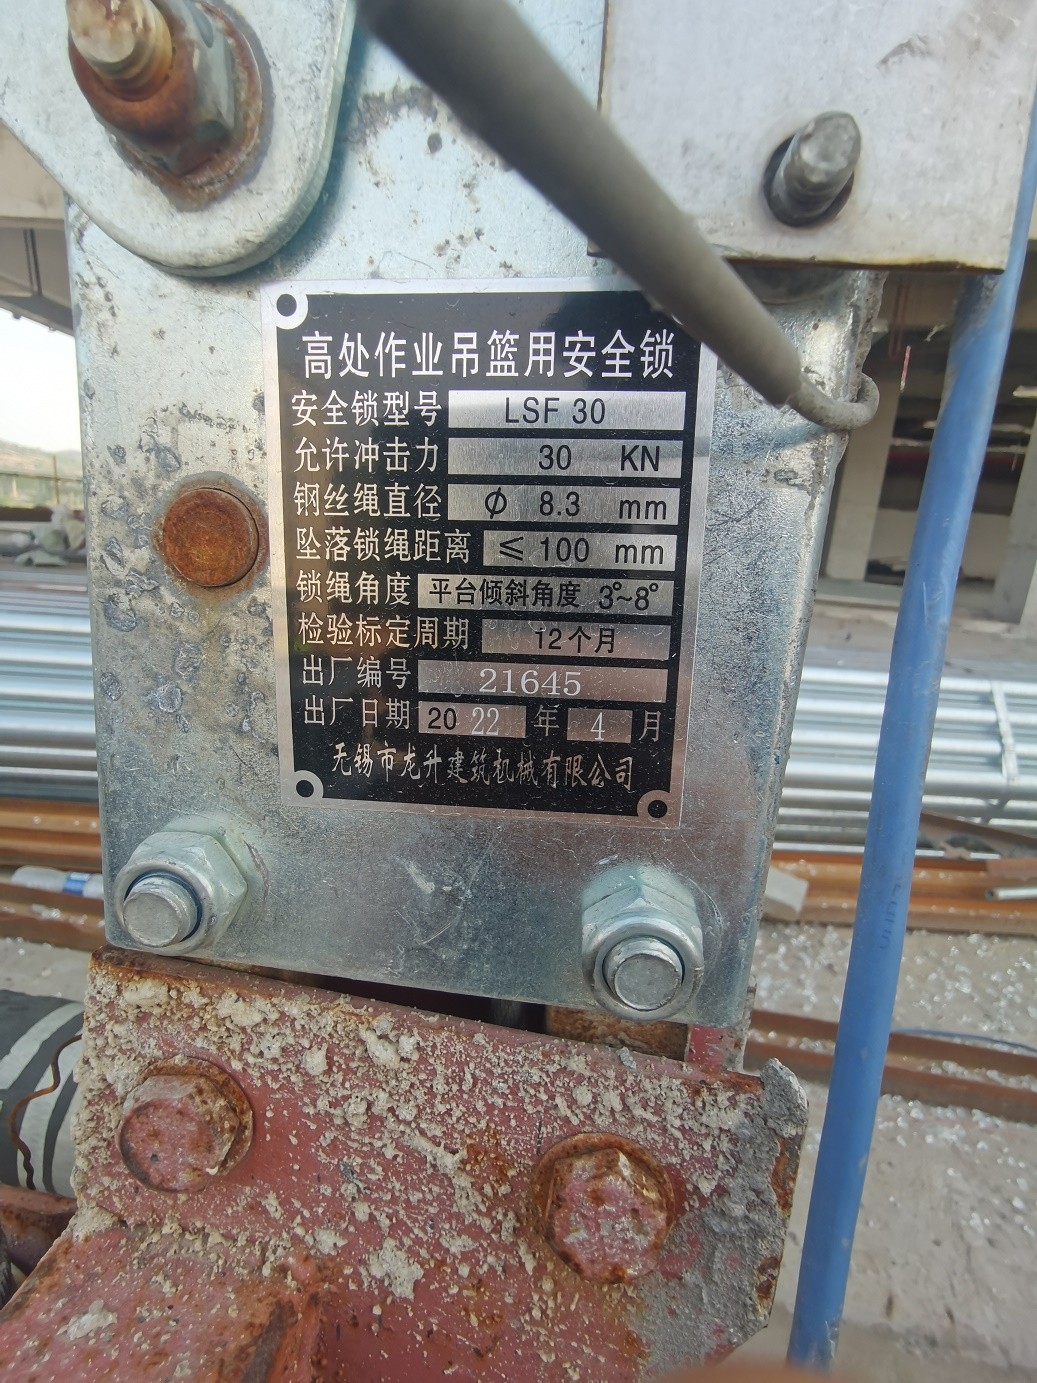 高处作业吊篮用安全锁
安全锁型号 LSF 30
允许冲击力 30 KN
钢丝绳直径 ϕ 8.3 mm
坠落锁绳距离 ≤ 100 mm
锁绳角度 平台倾斜角度 3°~8°
检验标定周期 12个月
出厂编号 21645
出厂日期 20 22 年 4 月
无锡市龙升建筑机械有限公司